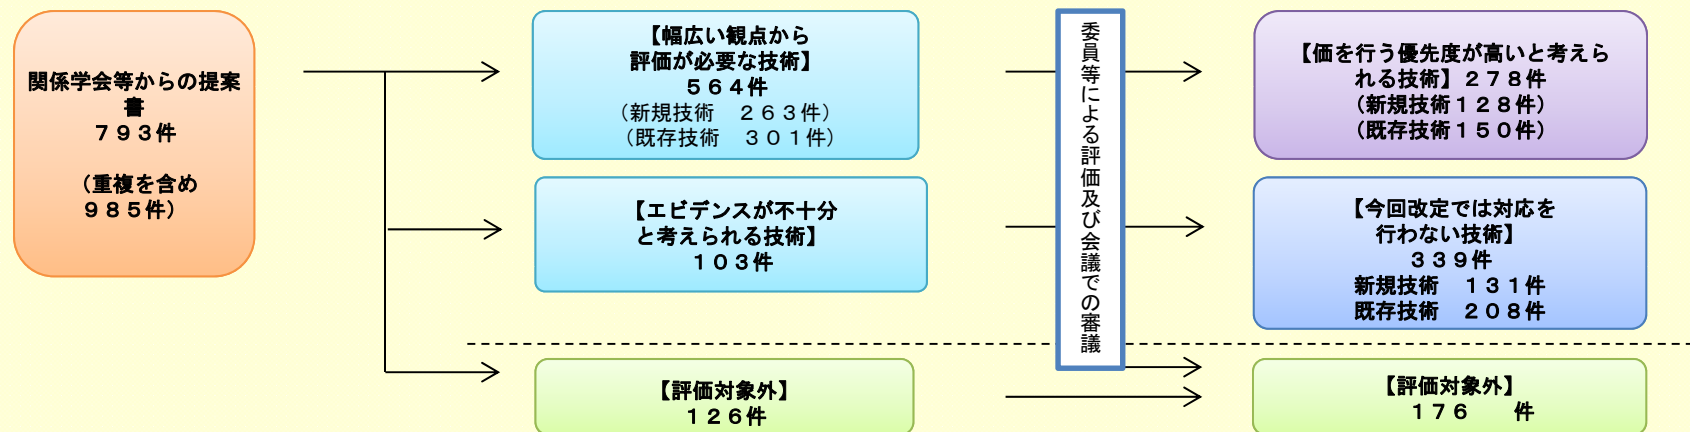 関係学会等からの提案
書
７９３件
（重複を含め
９８５件）
【幅広い観点から
評価が必要な技術】
５６４件
（新規技術　２６３件）
（既存技術　３０１件）
【エビデンスが不十分
と考えられる技術】
１０３件
【評価対象外】
１２６件
委員等による評価及び会議での審議
【価を行う優先度が高いと考えら
れる技術】２７８件
（新規技術１２８件）
（既存技術１５０件）
【今回改定では対応を
行わない技術】
３３９件
新規技術　１３１件
既存技術　２０８件
【評価対象外】
１７６　　件